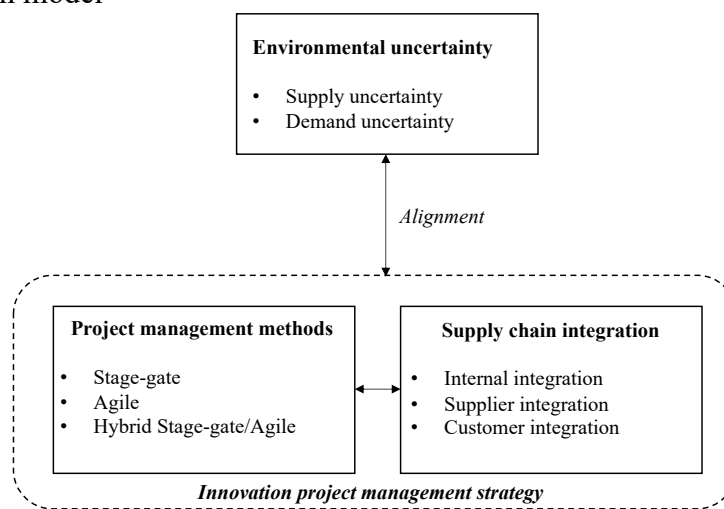 model
Environmental uncertainty
• Supply uncertainty
• Demand uncertainty
Alignment
Project management methods
• Stage-gate
• Agile
• Hybrid Stage-gate/Agile
Supply chain integration
• Internal integration
• Supplier integration
• Customer integration
Innovation project management strategy